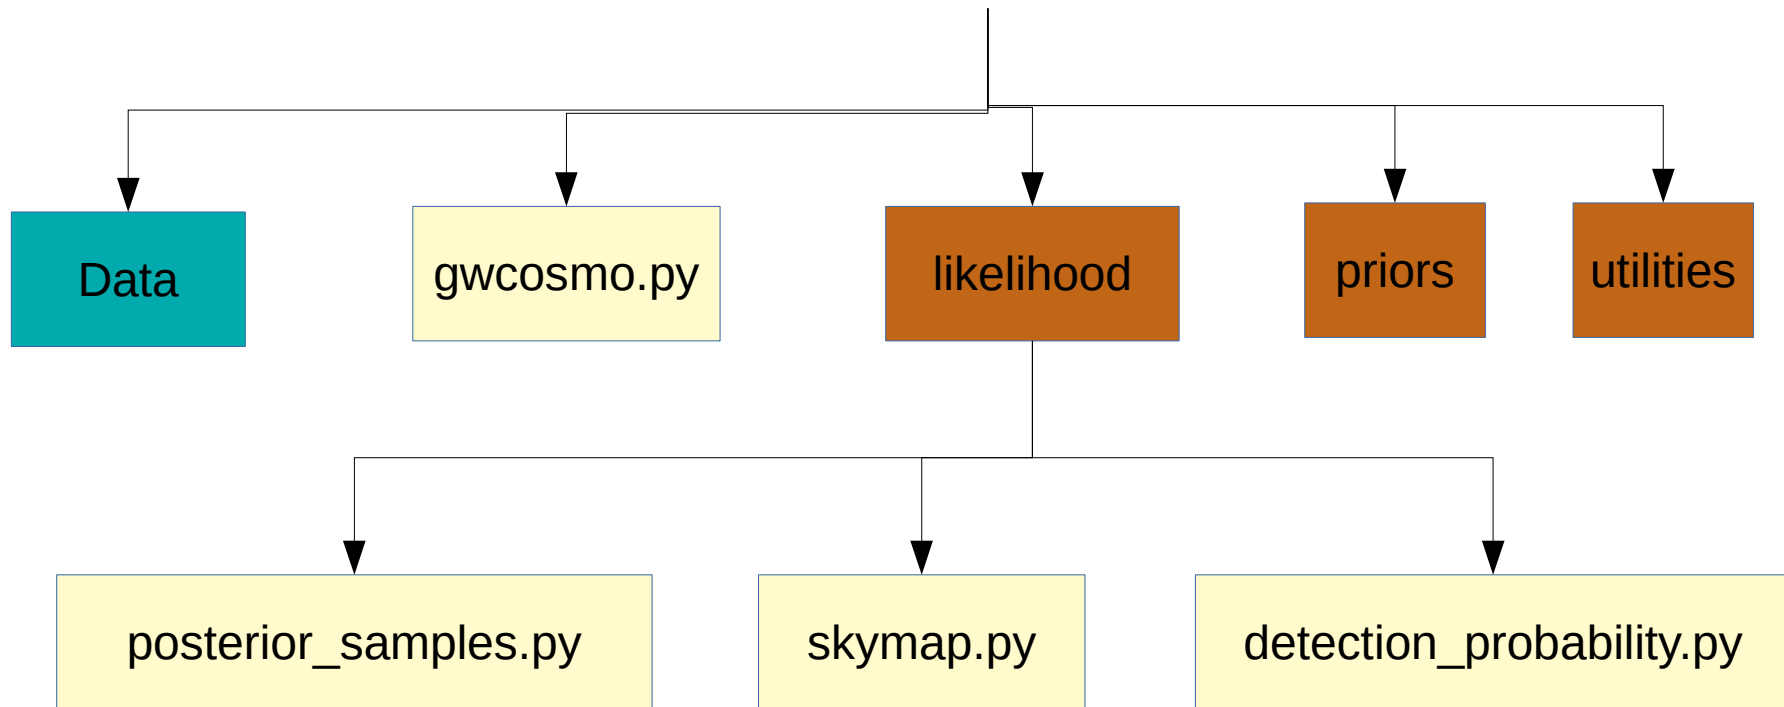 Data
gwcosmo.py
likelihood
priors
utilities
posterior_samples.py
skymap.py
detection_probability.py